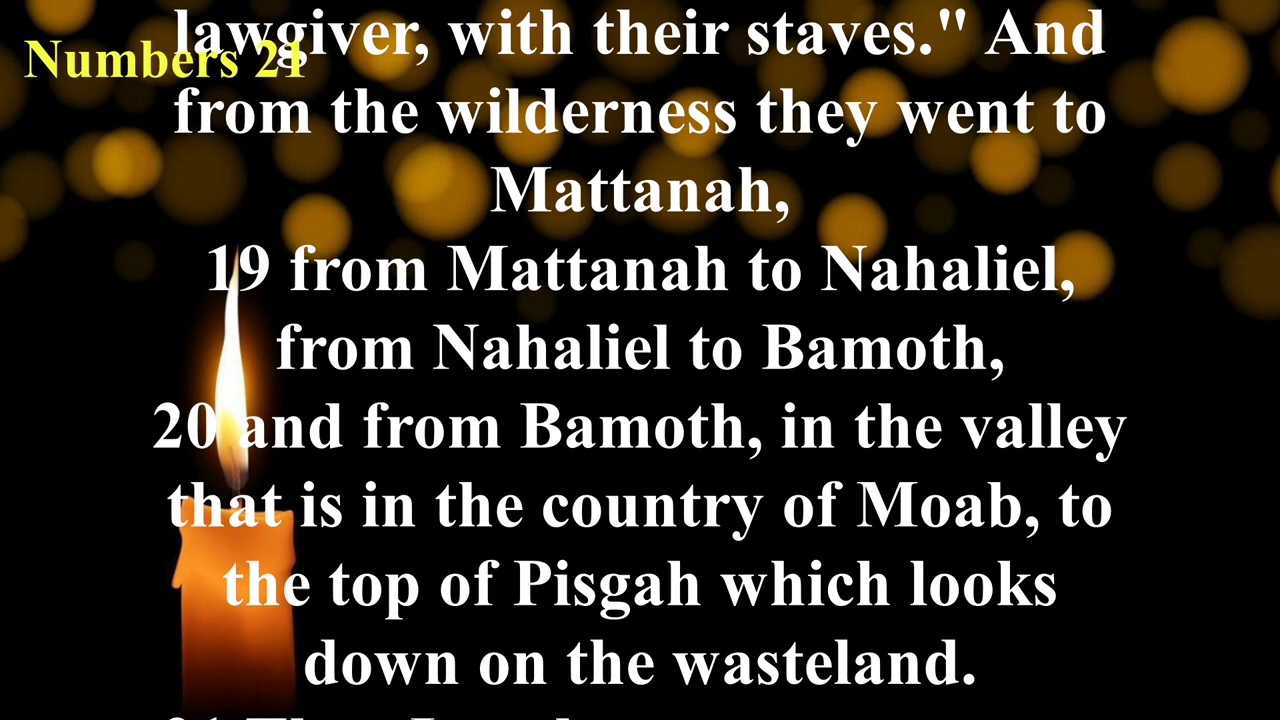 Numbers 21
lawgiver, with their staves." And
from the wilderness they went to
Mattanah,
19 from Mattanah to Nahaliel,
from Nahaliel to Bamoth,
20 and from Bamoth, in the valley
that is in the country of Moab, to
the top of Pisgah which looks
down on the wasteland.